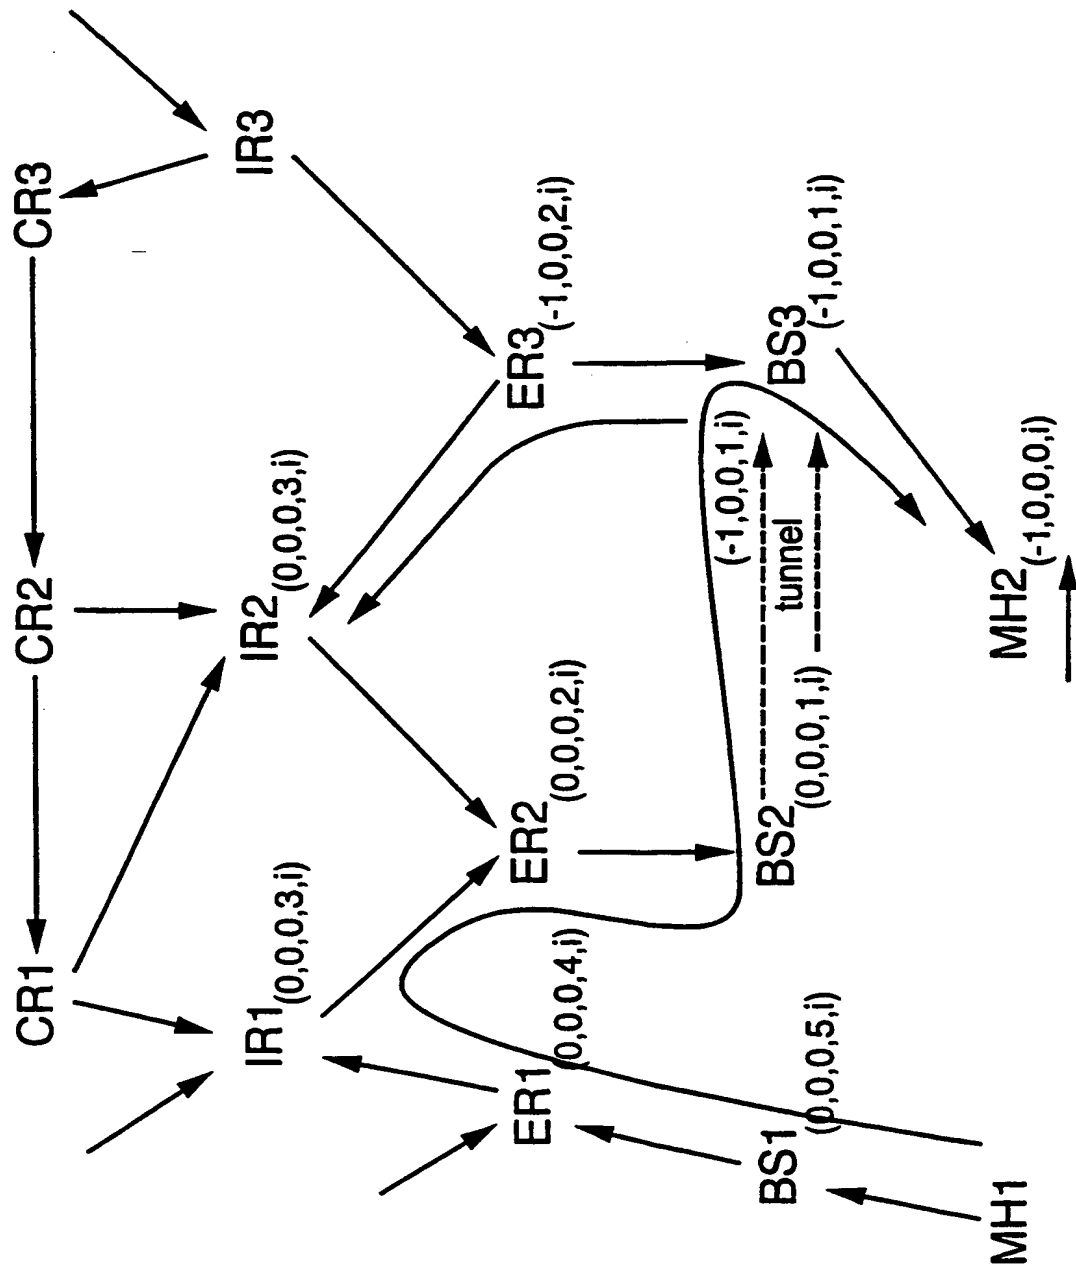 CR1
CR2
CR3
IR1 (0,0,0,3,i)
IR2 (0,0,0,3,i)
IR3
ER1 (0,0,0,4,i)
ER2 (0,0,0,2,i)
ER3 (-1,0,0,2,i)
(-1,0,0,1,i)
tunnel
BS1 (0,0,0,5,i)
BS2 (0,0,0,1,i)
BS3 (-1,0,0,1,i)
MH1
MH2 (-1,0,0,0,i)